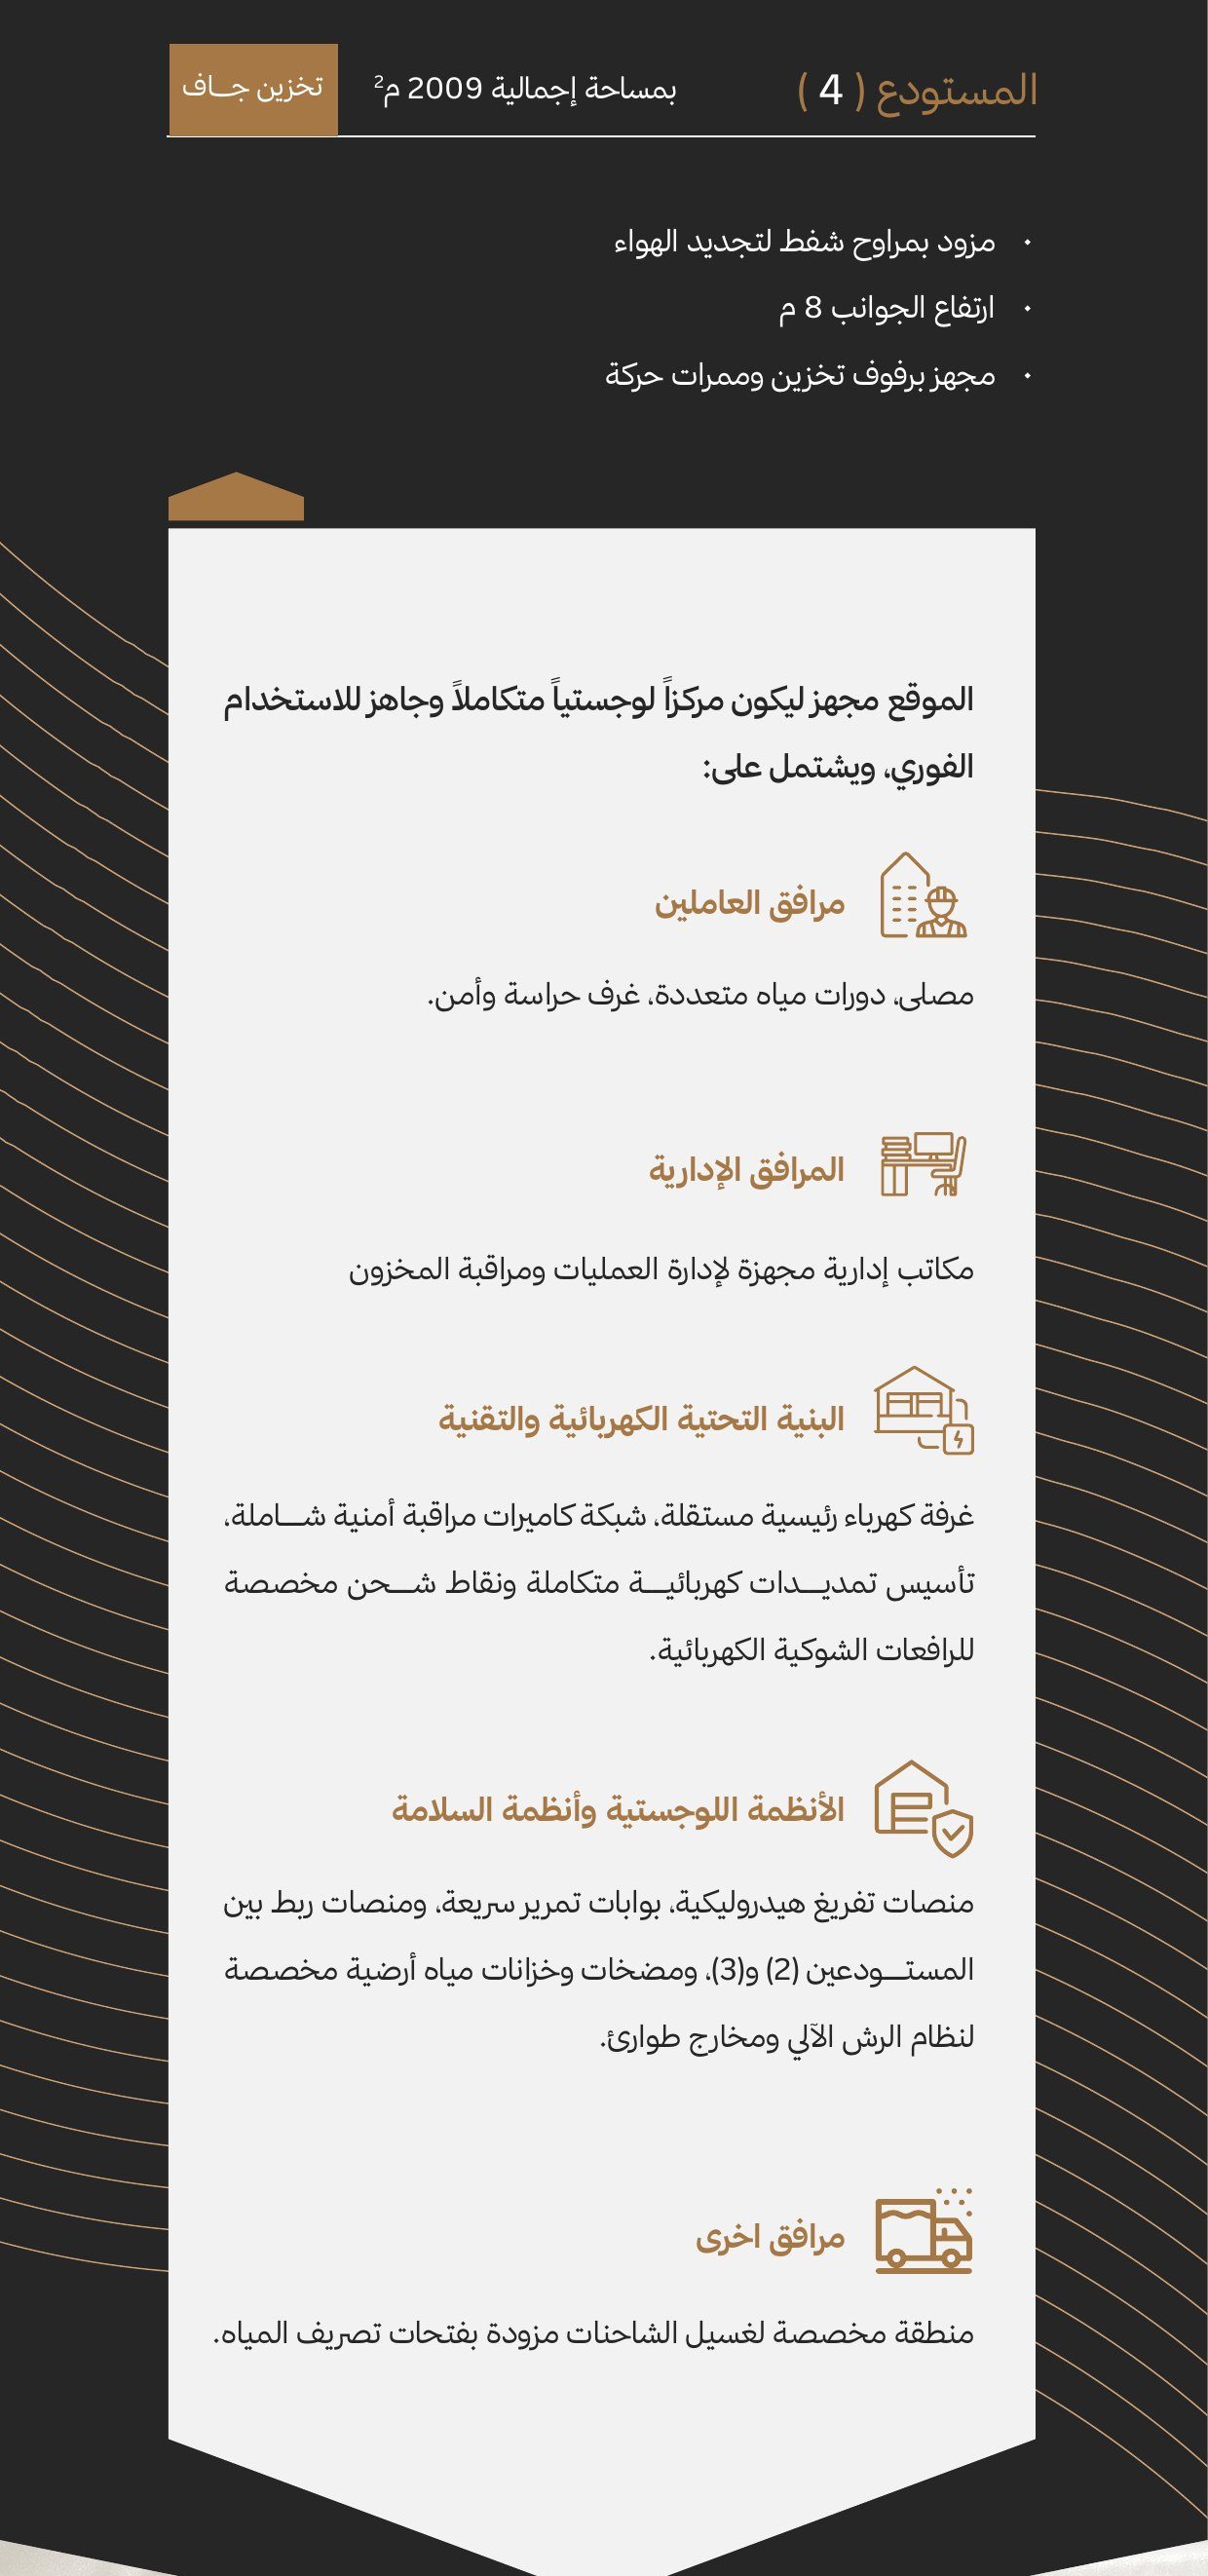 المستودع ( 4 )
بمساحة إجمالية 2009 م²
تخزين جـــاف
• مزود بمراوح شفط لتجديد الهواء
• ارتفاع الجوانب 8 م
• مجهز برفوف تخزين وممرات حركة
الموقع مجهز ليكون مركزاً لوجستياً متكاملاً وجاهز للاستخدام
الفوري، ويشتمل على:
مرافق العاملين
مصلى، دورات مياه متعددة، غرف حراسة وأمن.
المرافق الإدارية
مكاتب إدارية مجهزة لإدارة العمليات ومراقبة المخزون
البنية التحتية الكهربائية والتقنية
غرفة كهرباء رئيسية مستقلة، شبكة كاميرات مراقبة أمنية شـــاملة،
تأسيس تمديـــدات كهربائيـــة متكاملة ونقاط شـــحن مخصصة
للرافعات الشوكية الكهربائية.
الأنظمة اللوجستية وأنظمة السلامة
منصات تفريغ هيدروليكية، بوابات تمرير سريعة، ومنصات ربط بين
المستـــودعين (2) و(3)، ومضخات وخزانات مياه أرضية مخصصة
لنظام الرش الآلي ومخارج طوارئ.
مرافق اخرى
منطقة مخصصة لغسيل الشاحنات مزودة بفتحات تصريف المياه.